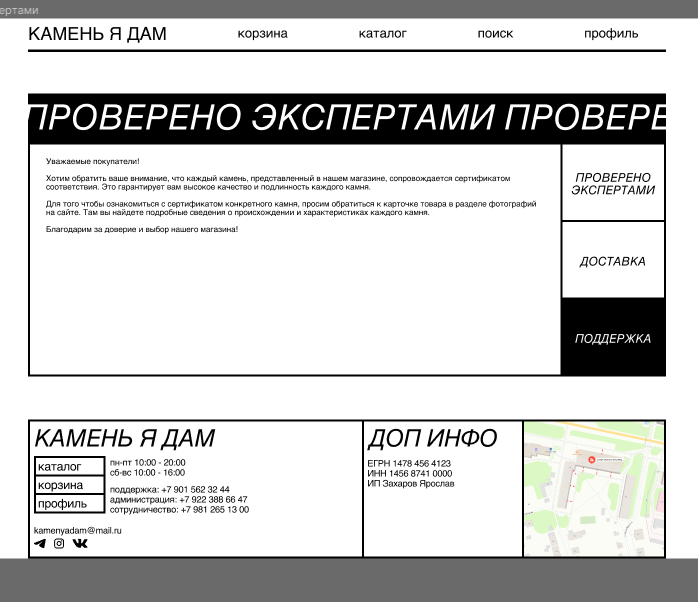 ертами
КАМЕНЬ Я ДАМ корзина каталог поиск профиль
ПРОВЕРЕНО ЭКСПЕРТАМИ ПРОВЕРЕ
Уважаемые покупатели!
Хотим обратить ваше внимание, что каждый камень, представленный в нашем магазине, сопровождается сертификатом
соответствия. Это гарантирует вам высокое качество и подлинность каждого камня.
Для того чтобы ознакомиться с сертификатом конкретного камня, просим обратиться к карточке товара в разделе фотографий
на сайте. Там вы найдете подробные сведения о происхождении и характеристиках каждого камня.
Благодарим за доверие и выбор нашего магазина!
ПРОВЕРЕНО
ЭКСПЕРТАМИ
ДОСТАВКА
ПОДДЕРЖКА
КАМЕНЬ Я ДАМ
каталог
корзина
профиль
пн-пт 10:00 - 20:00
сб-вс 10:00 - 16:00
поддержка: +7 901 562 32 44
администрация: +7 922 388 66 47
сотрудничество: +7 981 265 13 00
kamenyadam@mail.ru
ДОП ИНФО
ЕГРН 1478 456 4123
ИНН 1456 8741 0000
ИП Захаров Ярослав